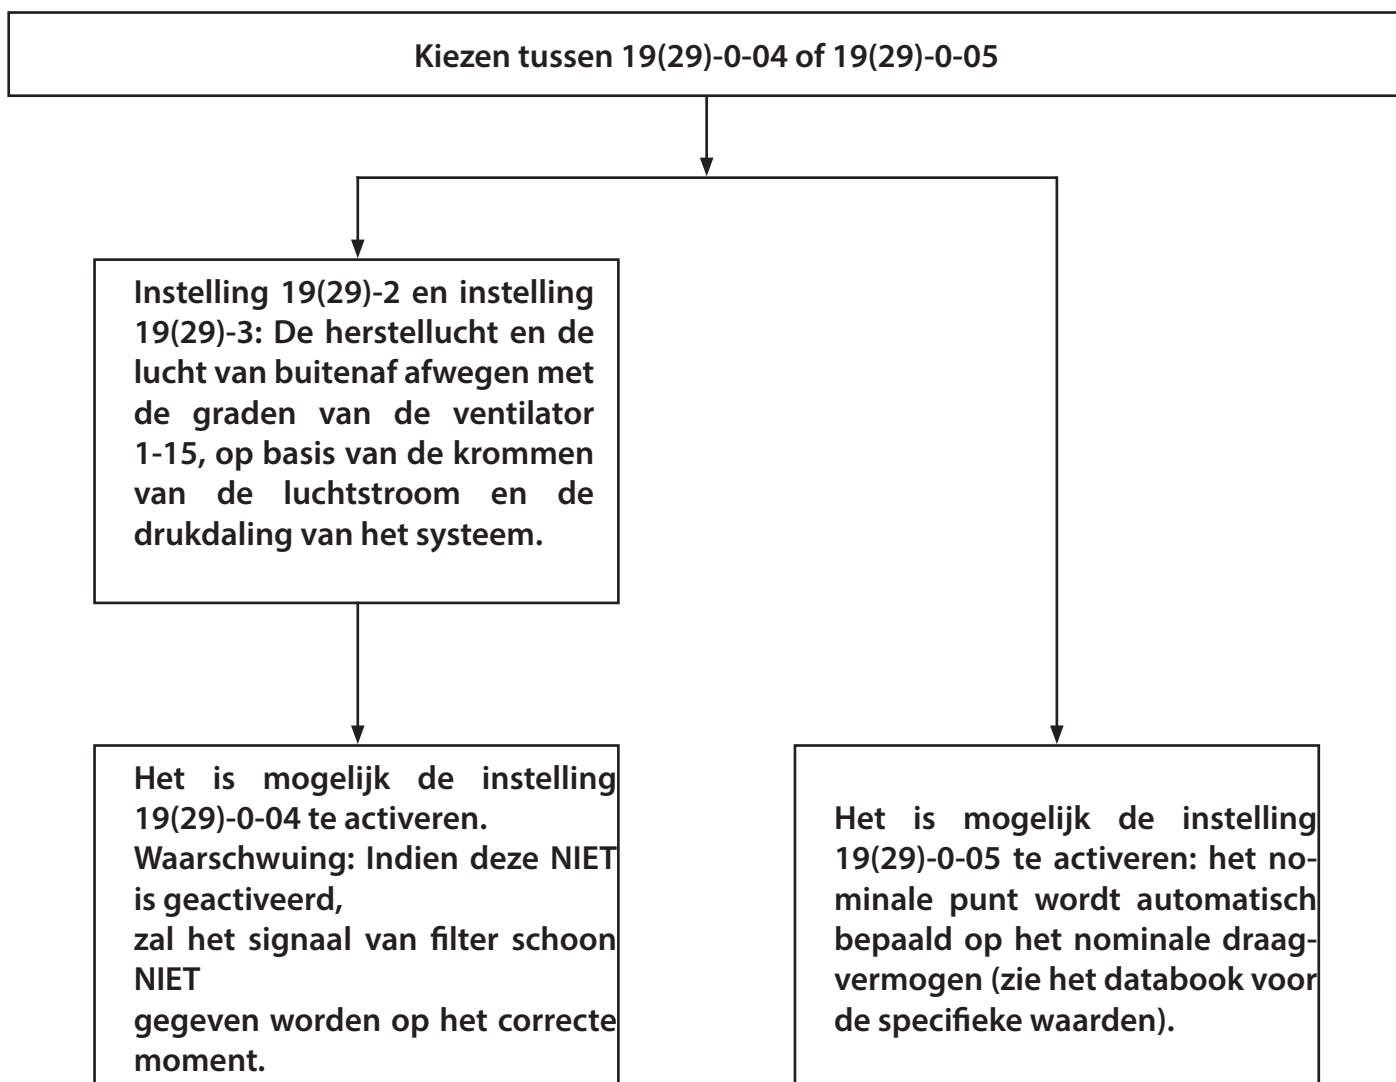 Kiezen tussen 19(29)-0-04 of 19(29)-0-05
Instelling 19(29)-2 en instelling
19(29)-3: De herstellucht en de
lucht van buitenaf afwegen met
de graden van de ventilator
1-15, op basis van de krommen
van de luchtstroom en de
drukdaling van het systeem.
Het is mogelijk de instelling
19(29)-0-04 te activeren.
Waarschwuing: Indien deze NIET
is geactiveerd,
zal het signaal van filter schoon
NIET
gegeven worden op het correcte
moment.
Het is mogelijk de instelling
19(29)-0-05 te activeren: het no-
minale punt wordt automatisch
bepaald op het nominale draag-
vermogen (zie het databook voor
de specifieke waarden).